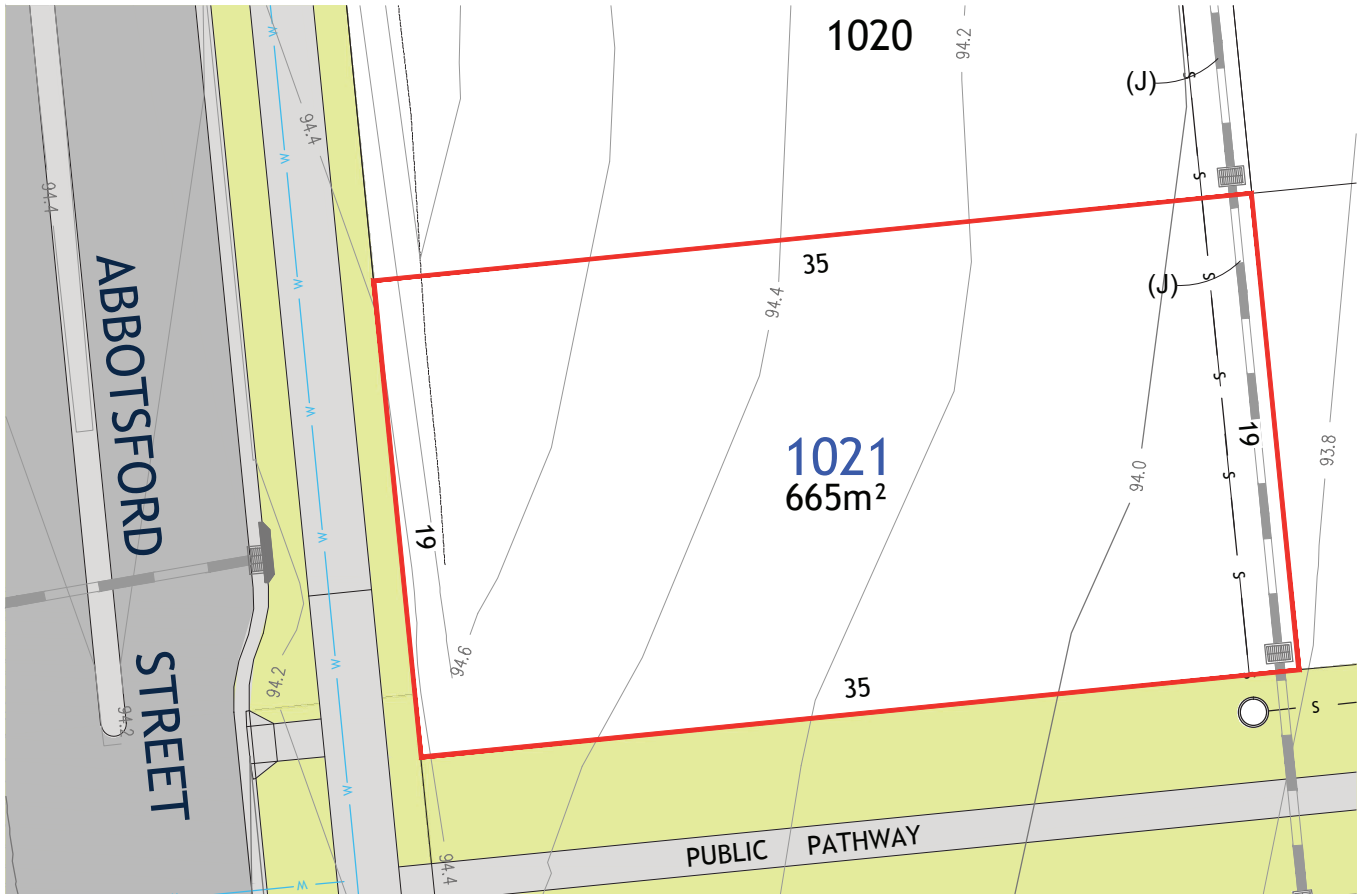 1020
94.2
(J)
94.4
94.4
S
W
W
S
35
(J)
S
94.4
W
ABBOTSFORD
STREET
W
S
19
1021
665m²
94.0
93.8
S
19
W
S
94.6
W
94.2
94.2
35
S
W
PUBLIC PATHWAY
94.4
W